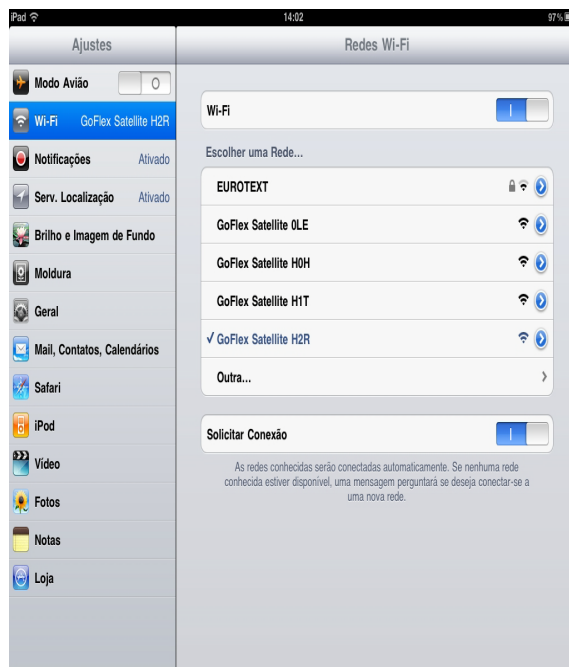 iPad 14:02 97%
Ajustes
Redes Wi-Fi
Modo Avião
Wi-Fi GoFlex Satellite H2R
Notificações Ativado
Serv. Localização Ativado
Brilho e Imagem de Fundo
Moldura
Geral
Mail, Contatos, Calendários
Safari
iPod
Vídeo
Fotos
Notas
Loja
Wi-Fi
Escolher uma Rede...
EUROTEXT
GoFlex Satellite 0LE
GoFlex Satellite H0H
GoFlex Satellite H1T
GoFlex Satellite H2R
Outra...
Solicitar Conexão
As redes conhecidas serão conectadas automaticamente. Se nenhuma rede
conhecida estiver disponível, uma mensagem perguntará se deseja conectar-se a
uma nova rede.